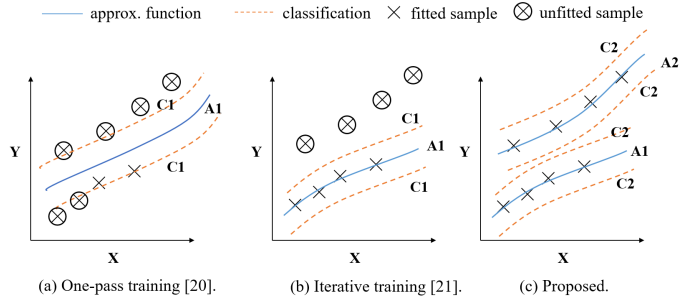 approx. function classification fitted sample unfitted sample
C1
A1
C1
Y
X
(a) One-pass training [20].
C1
A1
C1
Y
X
(b) Iterative training [21].
C2
A2
C2
C2
A1
C2
Y
X
(c) Proposed.